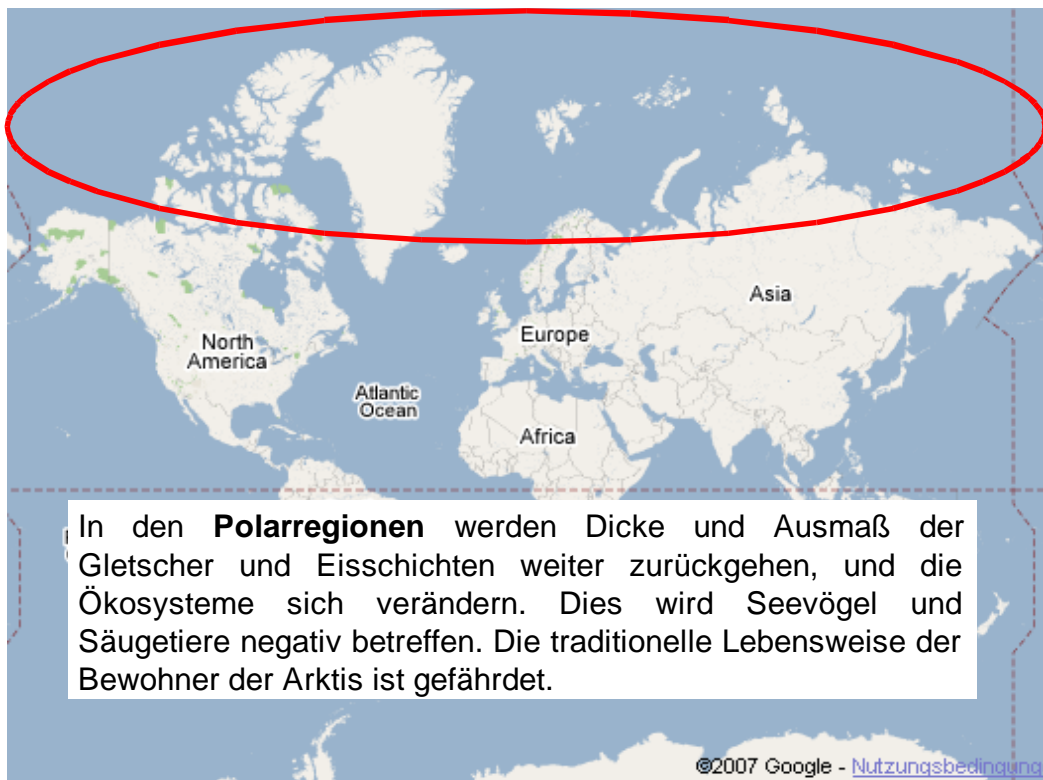 Asia
Europe
North
America
Atlantic
Ocean
Africa
In den Polarregionen werden Dicke und Ausmaß der
Gletscher und Eisschichten weiter zurückgehen, und die
Ökosysteme sich verändern. Dies wird Seevögel und
Säugetiere negativ betreffen. Die traditionelle Lebensweise der
Bewohner der Arktis ist gefährdet.
©2007 Google - Nutzungsbedingung